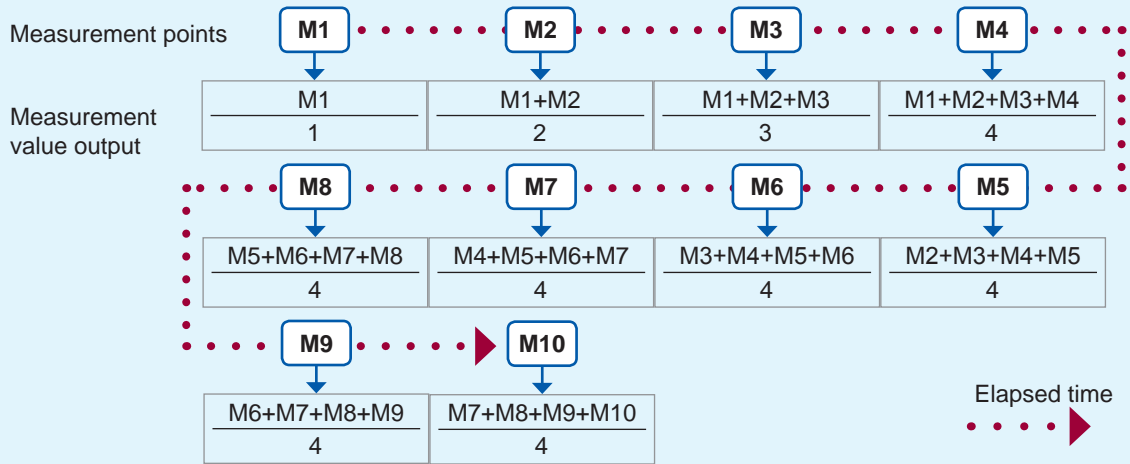 Measurement points M1 M2 M3 M4
Measurement
value output
M1 M1+M2 M1+M2+M3 M1+M2+M3+M4
1 2 3 4
M8 M7 M6 M5
M5+M6+M7+M8 M4+M5+M6+M7 M3+M4+M5+M6 M2+M3+M4+M5
4 4 4 4
M9 M10
M6+M7+M8+M9 M7+M8+M9+M10
4 4
Elapsed time